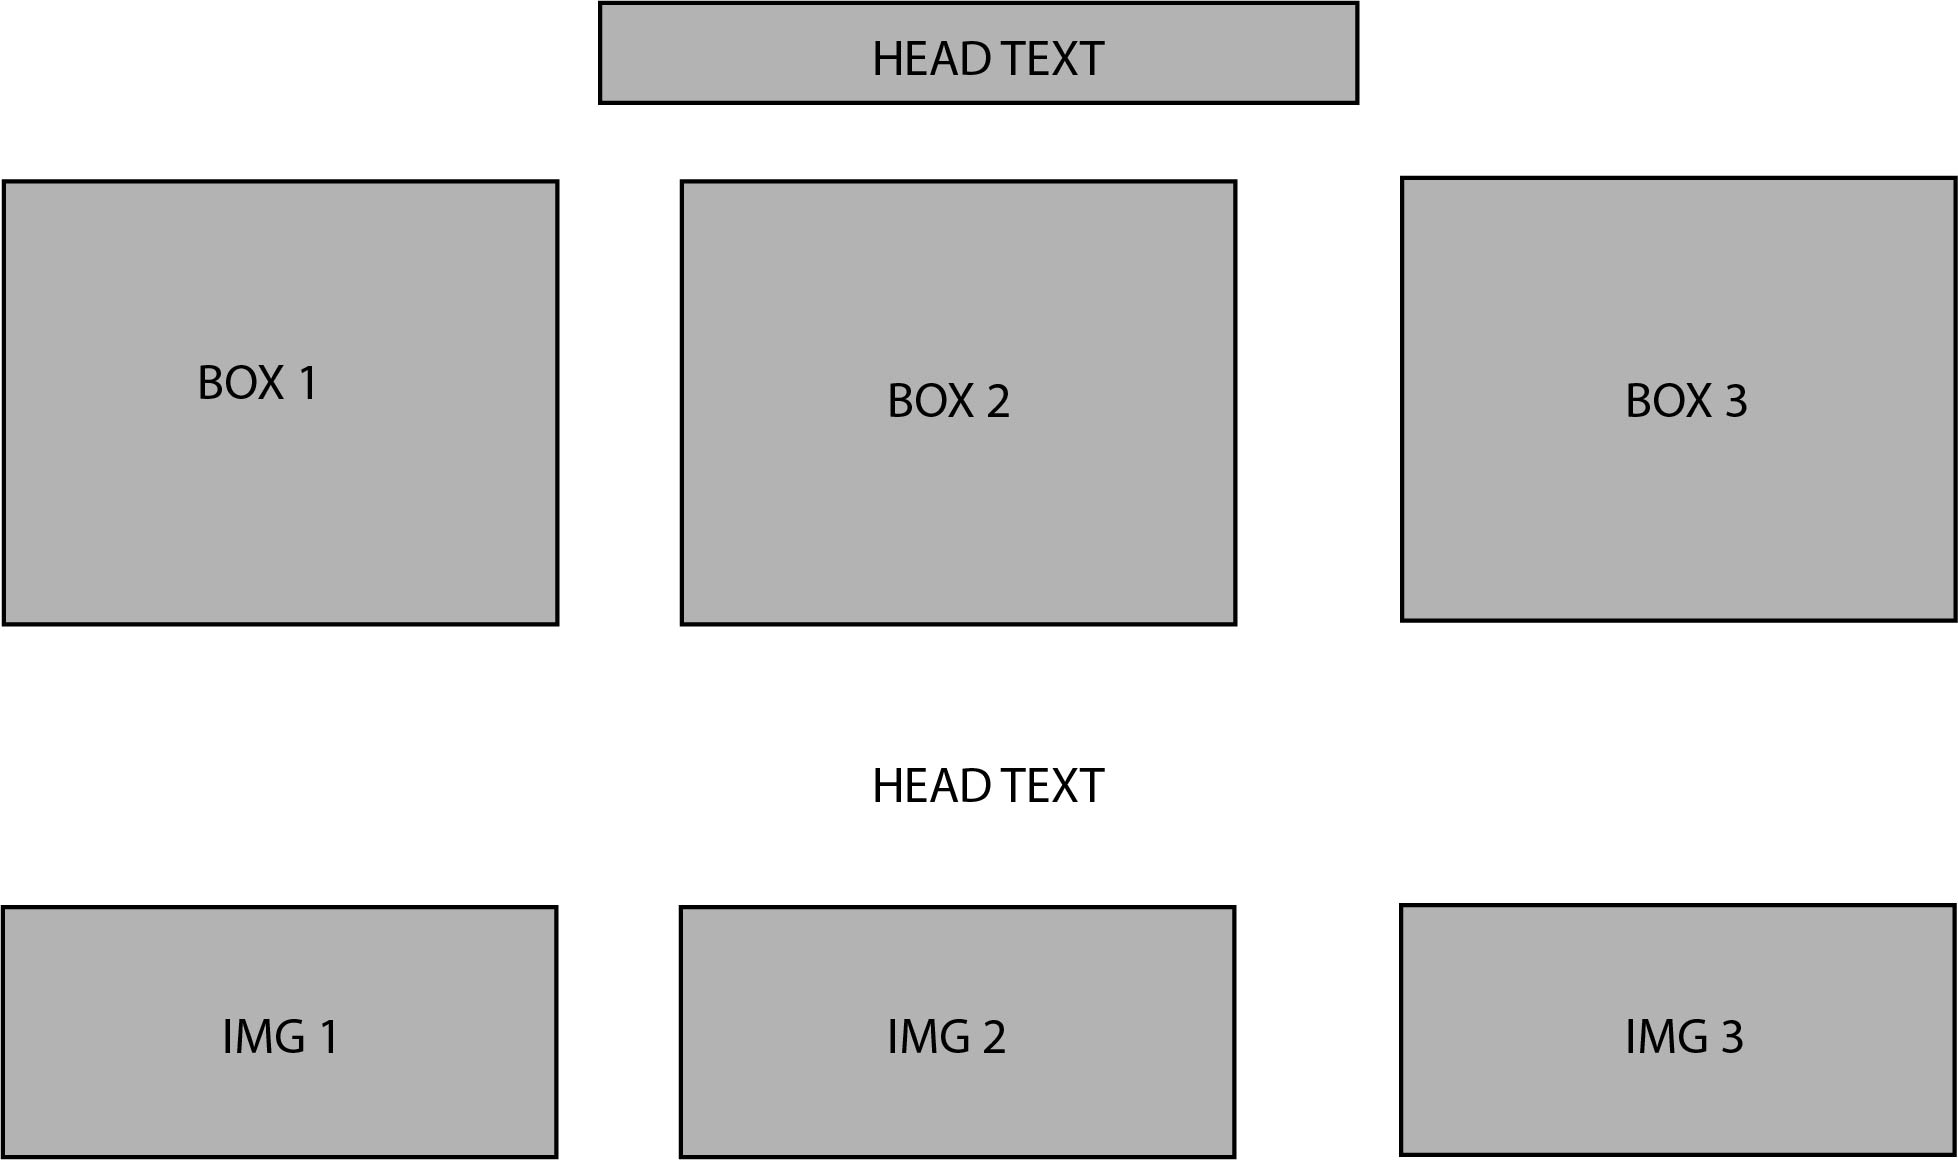 HEAD TEXT
BOX 1
BOX 2
BOX 3
HEAD TEXT
IMG 1
IMG 2
IMG 3